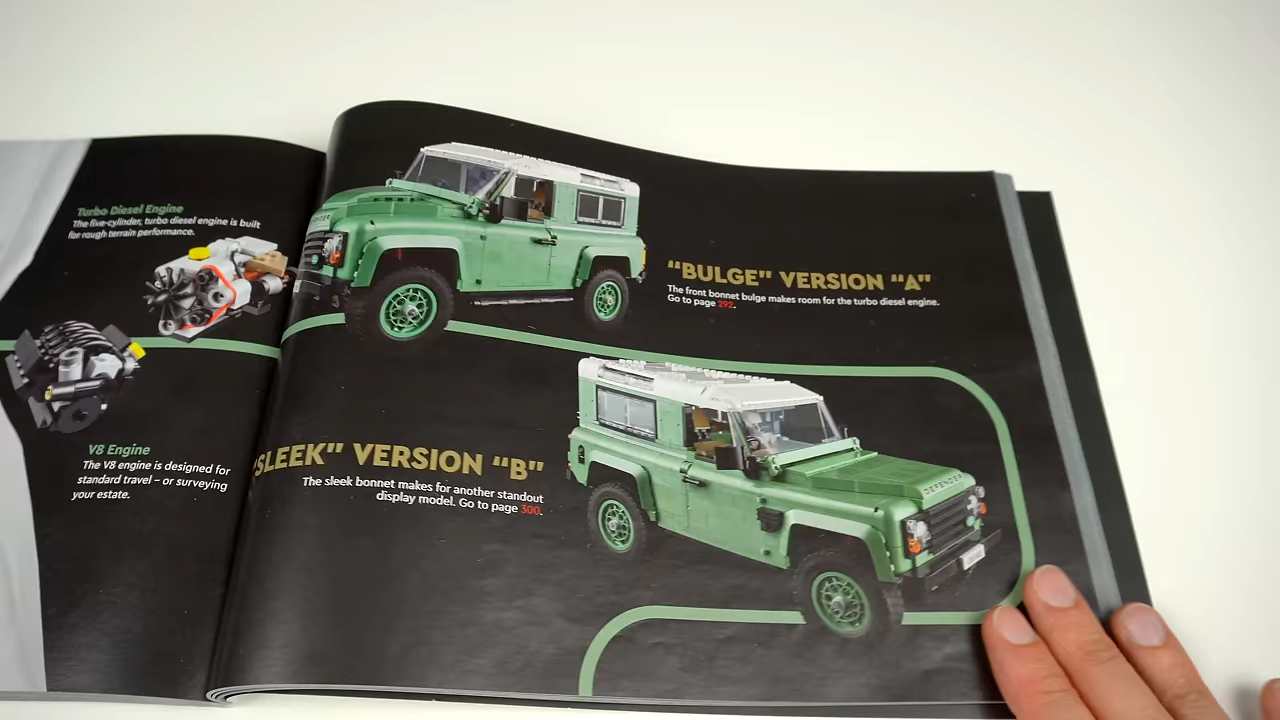 Turbo Diesel Engine
The five-cylinder, turbo diesel engine is built
for rough terrain performance.
V8 Engine
The V8 engine is designed for
standard travel – or surveying
your estate.
“BULGE” VERSION “A”
The front bonnet bulge makes room for the turbo diesel engine.
Go to page 292.
SLEEK” VERSION “B”
The sleek bonnet makes for another standout
display model. Go to page 300.
DEFENDER